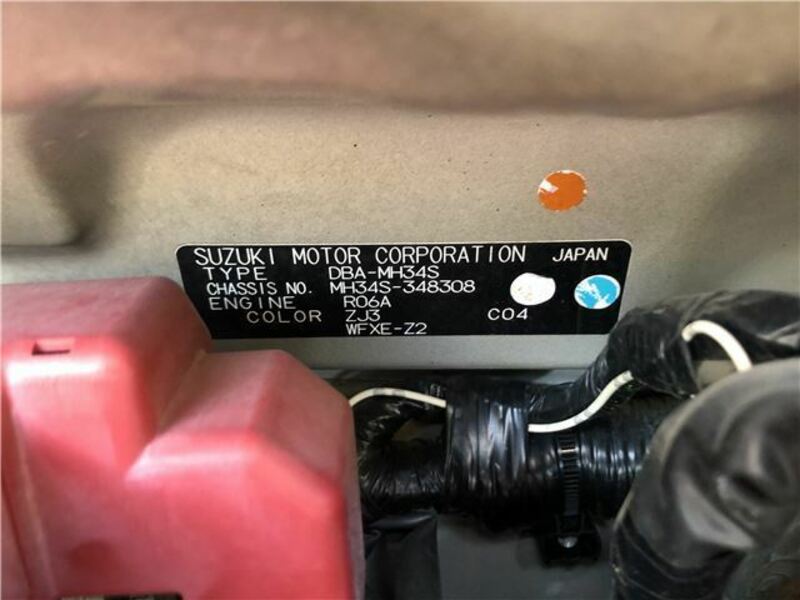 SUZUKI MOTOR CORPORATION JAPAN
TYPE DBA-MH34S
CHASSIS NO. MH34S-348308
ENGINE R06A
COLOR ZJ3 C04
WFXE-Z2